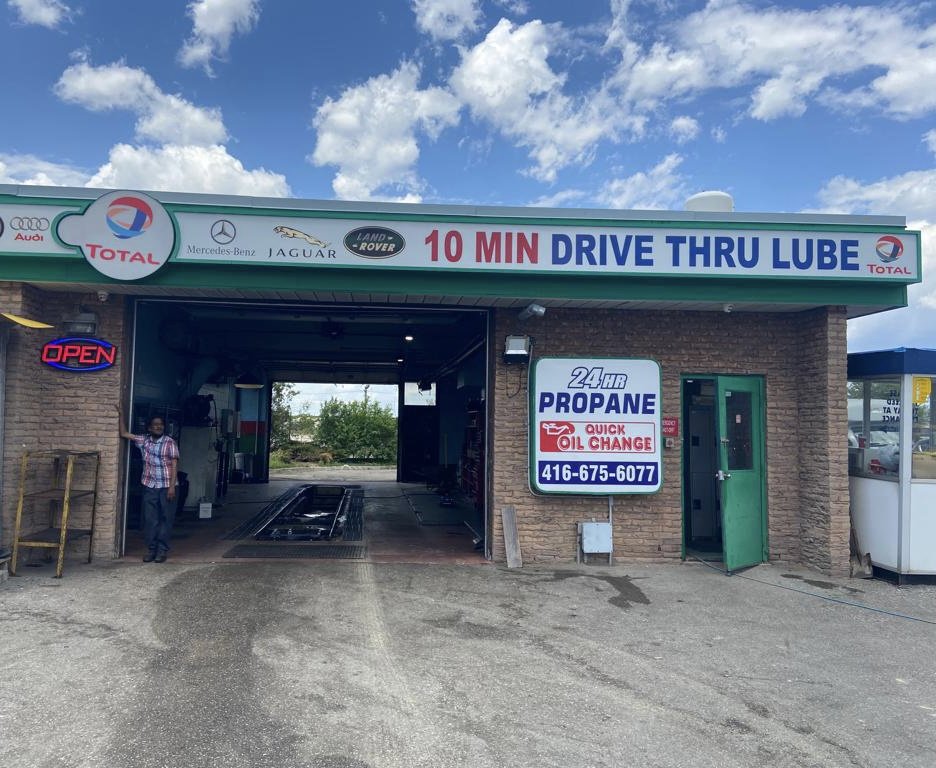 Audi
TOTAL
Mercedes-Benz
JAGUAR
LAND ROVER
10 MIN DRIVE THRU LUBE
TOTAL
OPEN
24HR
PROPANE
QUICK
OIL CHANGE
416-675-6077
EMERGENCY